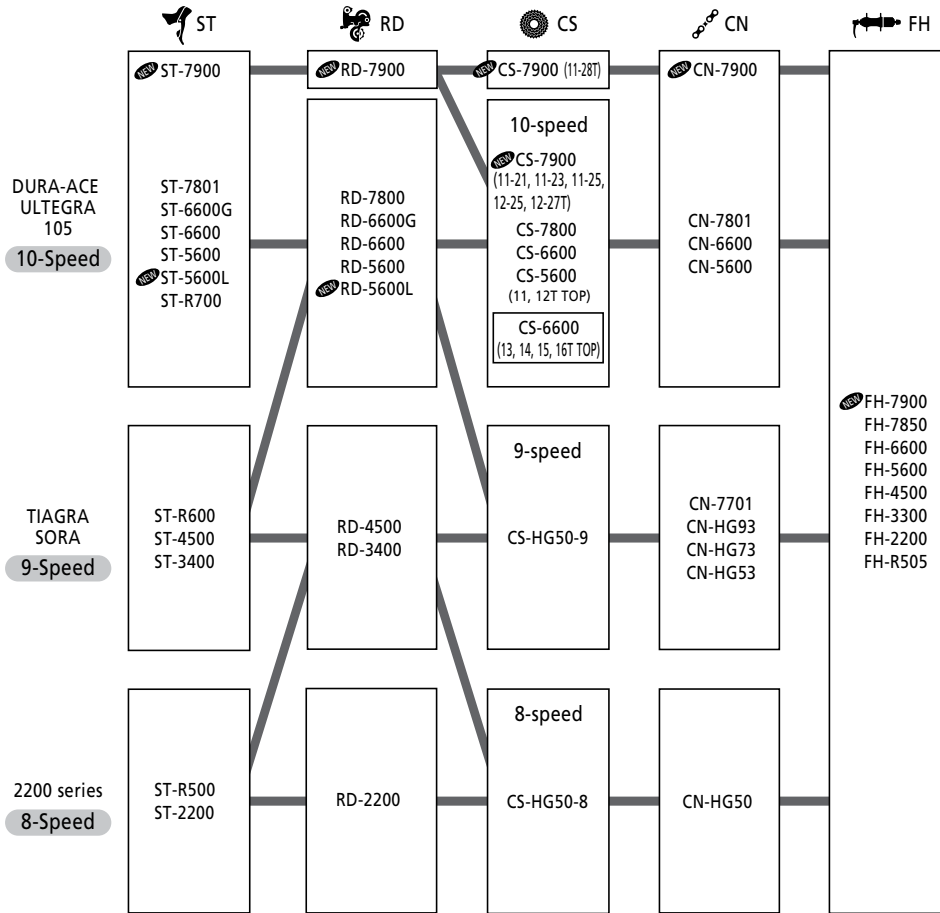 ST
RD
CS
CN
FH
DURA-ACE
ULTEGRA
105
10-Speed
NEW ST-7900
ST-7801
ST-6600G
ST-6600
ST-5600
NEW ST-5600L
ST-R700
NEW RD-7900
RD-7800
RD-6600G
RD-6600
RD-5600
NEW RD-5600L
NEW CS-7900 (11-28T)
10-speed
NEW CS-7900
(11-21, 11-23, 11-25,
12-25, 12-27T)
CS-7800
CS-6600
CS-5600
(11, 12T TOP)
CS-6600
(13, 14, 15, 16T TOP)
NEW CN-7900
CN-7801
CN-6600
CN-5600
TIAGRA
SORA
9-Speed
ST-R600
ST-4500
ST-3400
RD-4500
RD-3400
9-speed
CS-HG50-9
CN-7701
CN-HG93
CN-HG73
CN-HG53
2200 series
8-Speed
ST-R500
ST-2200
RD-2200
8-speed
CS-HG50-8
CN-HG50
NEW FH-7900
FH-7850
FH-6600
FH-5600
FH-4500
FH-3300
FH-2200
FH-R505